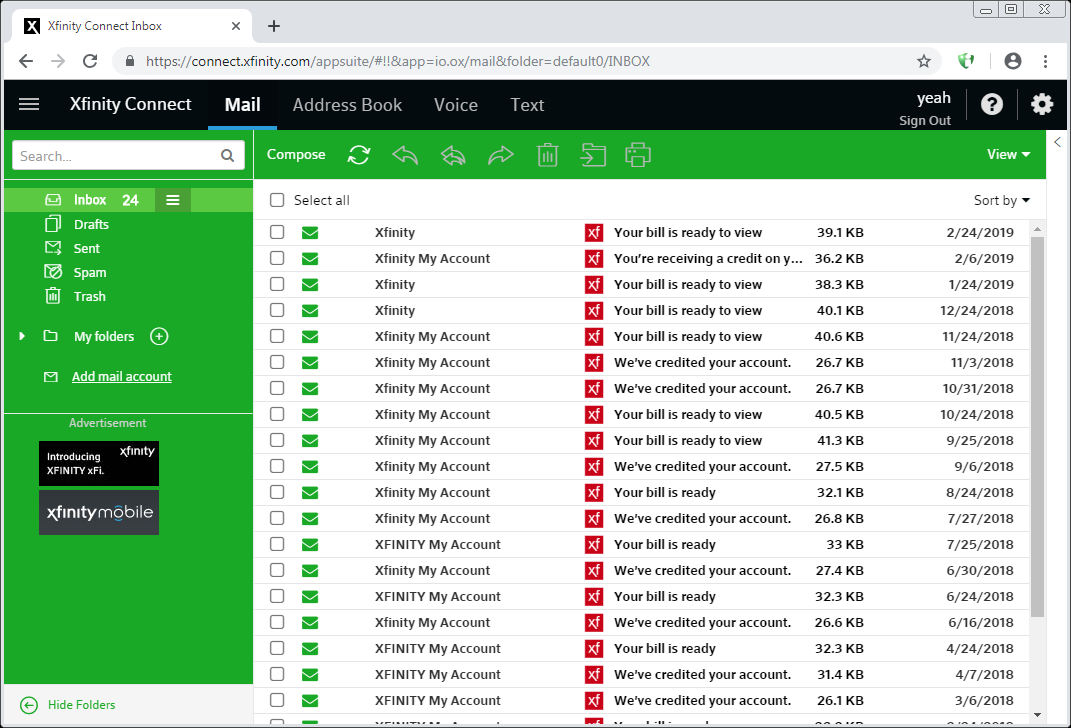 Xfinity Connect Inbox
https://connect.xfinity.com/appsuite/#!!&app=io.ox/mail&folder=default0/INBOX
Xfinity Connect Mail Address Book Voice Text yeah
Sign Out
Search... Compose View
Select all Sort by
Inbox 24
Drafts
Sent
Spam
Trash
My folders
Add mail account
Advertisement
Introducing xfinity
XFINITY xFi.
xfinity mobile
Hide Folders
Xfinity xf Your bill is ready to view 39.1 KB 2/24/2019
Xfinity My Account xf You're receiving a credit on y... 36.2 KB 2/6/2019
Xfinity xf Your bill is ready to view 38.3 KB 1/24/2019
Xfinity xf Your bill is ready to view 40.1 KB 12/24/2018
Xfinity My Account xf Your bill is ready to view 40.6 KB 11/24/2018
Xfinity My Account xf We've credited your account. 26.7 KB 11/3/2018
Xfinity My Account xf We've credited your account. 26.7 KB 10/31/2018
Xfinity My Account xf Your bill is ready to view 40.5 KB 10/24/2018
Xfinity My Account xf Your bill is ready to view 41.3 KB 9/25/2018
Xfinity My Account xf We've credited your account. 27.5 KB 9/6/2018
Xfinity My Account xf Your bill is ready 32.1 KB 8/24/2018
Xfinity My Account xf We've credited your account. 26.8 KB 7/27/2018
XFINITY My Account xf Your bill is ready 33 KB 7/25/2018
Xfinity My Account xf We've credited your account. 27.4 KB 6/30/2018
XFINITY My Account xf Your bill is ready 32.3 KB 6/24/2018
Xfinity My Account xf We've credited your account. 26.6 KB 6/16/2018
XFINITY My Account xf Your bill is ready 32.3 KB 4/24/2018
XFINITY My Account xf We've credited your account. 31.4 KB 4/7/2018
XFINITY My Account xf We've credited your account. 26.1 KB 3/6/2018